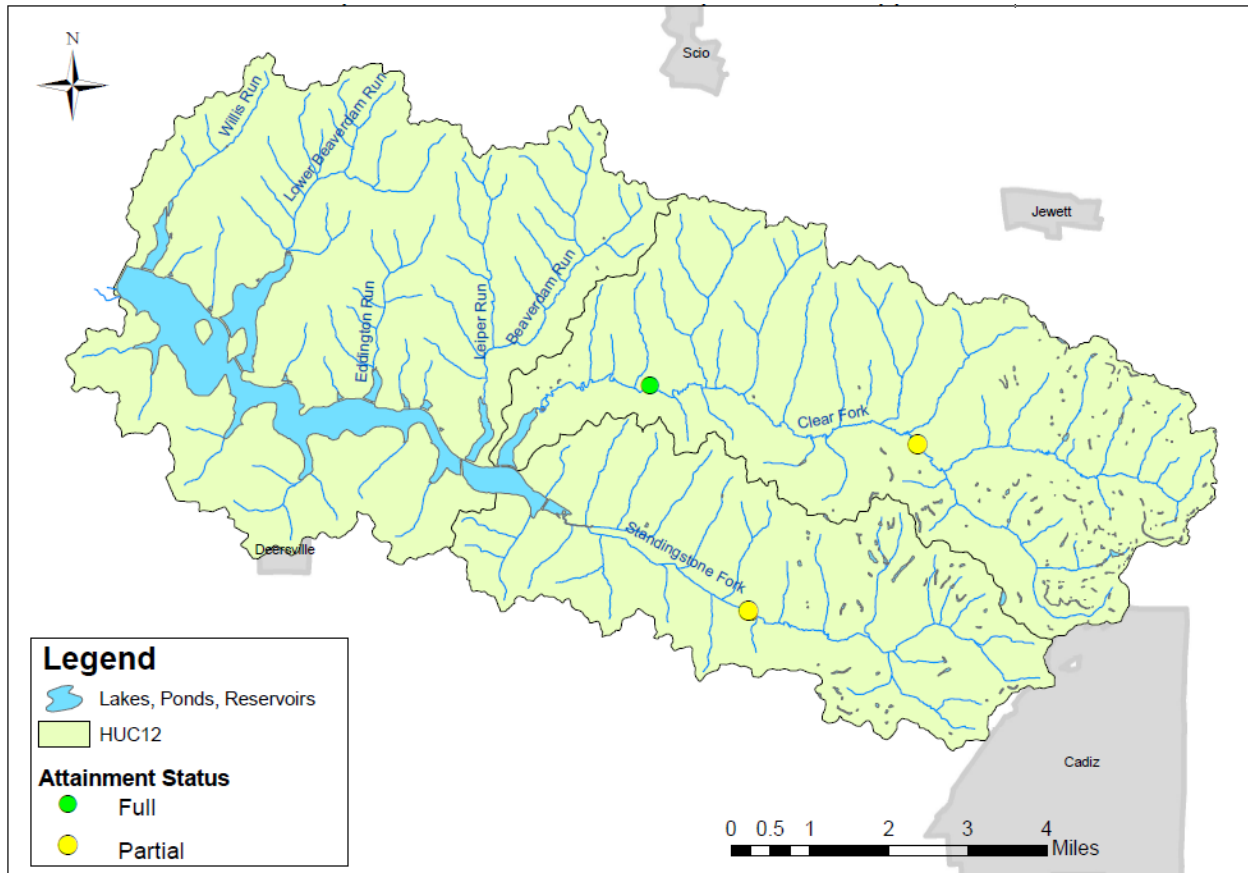 N
Scio
Willis Run
Lower Beaverdam Run
Jewett
Eddington Run
Leiper Run
Beaverdam Run
Clear Fork
Standingstone Fork
Deersville
Cadiz
Legend
Lakes, Ponds, Reservoirs
HUC12
Attainment Status
Full
Partial
0 0.5 1 2 3 4
Miles